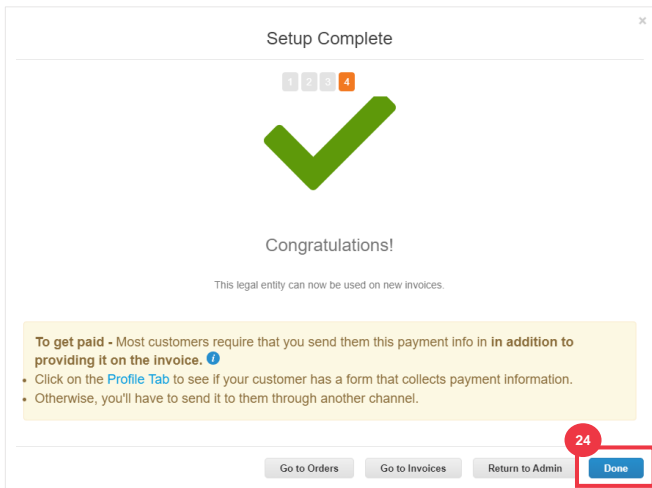 ×
Setup Complete
1 2 3 4
Congratulations!
This legal entity can now be used on new invoices.
To get paid - Most customers require that you send them this payment info in in addition to
providing it on the invoice. i
• Click on the Profile Tab to see if your customer has a form that collects payment information.
• Otherwise, you'll have to send it to them through another channel.
24
Go to Orders Go to Invoices Return to Admin Done